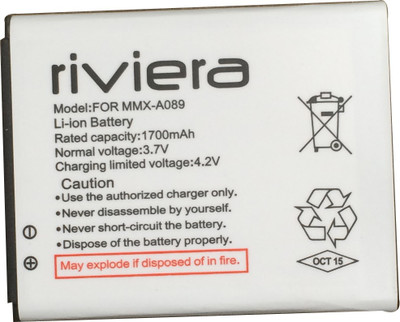 riviera
Model:FOR MMX-A089
Li-ion Battery
Rated capacity:1700mAh
Normal voltage:3.7V
Charging limited voltage:4.2V
Caution
•Use the authorized charger only.
•Never disassemble by yourself.
•Never short-circuit the battery.
•Dispose of the battery properly.
May explode if disposed of in fire.
OCT 15